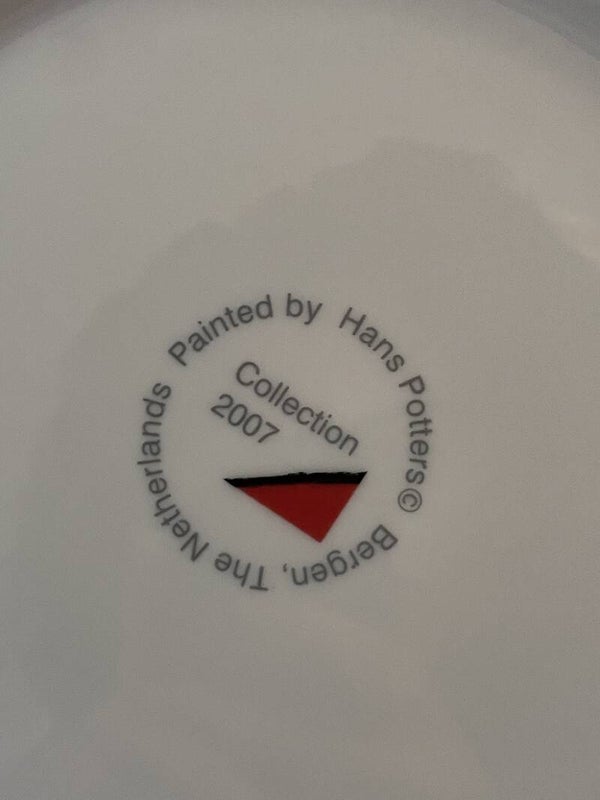 Painted by Hans Potters© Bergen, The Netherlands
Collection
2007